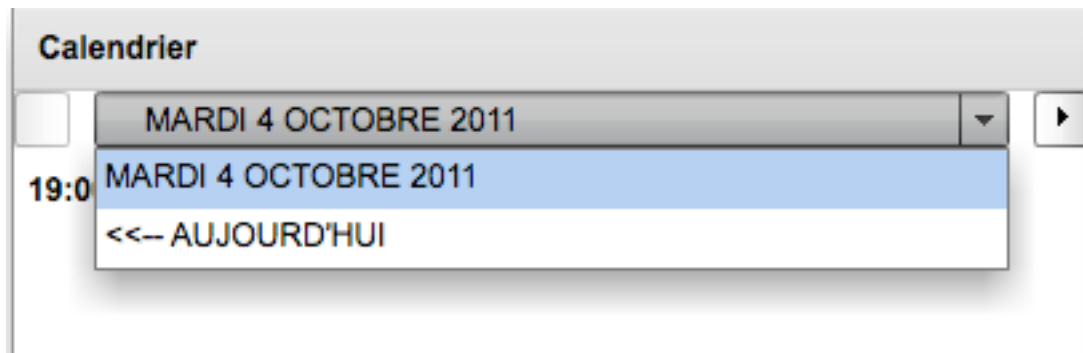 Calendrier
MARDI 4 OCTOBRE 2011
MARDI 4 OCTOBRE 2011
<<-- AUJOURD'HUI